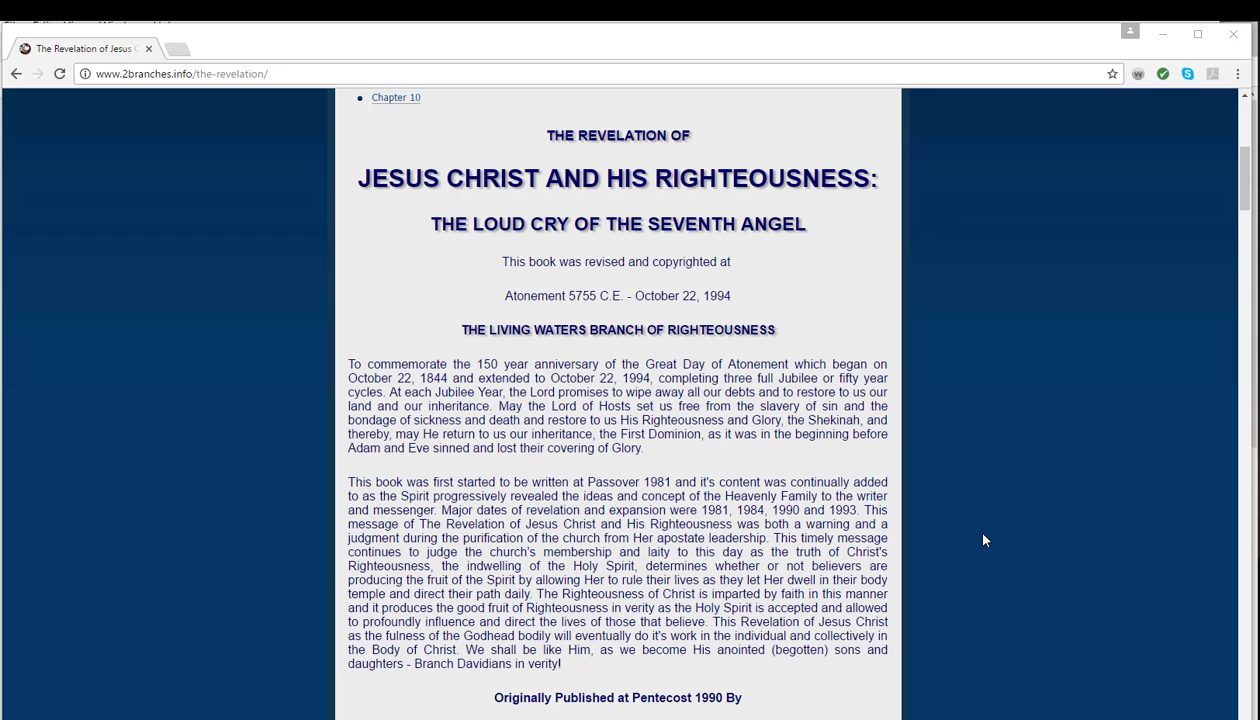 The Revelation of Jesus
www.2branches.info/the-revelation/
Chapter 10
THE REVELATION OF
JESUS CHRIST AND HIS RIGHTEOUSNESS:
THE LOUD CRY OF THE SEVENTH ANGEL
This book was revised and copyrighted at
Atonement 5755 C.E. - October 22, 1994
THE LIVING WATERS BRANCH OF RIGHTEOUSNESS
To commemorate the 150 year anniversary of the Great Day of Atonement which began on
October 22, 1844 and extended to October 22, 1994, completing three full Jubilee or fifty year
cycles. At each Jubilee Year, the Lord promises to wipe away all our debts and to restore to us our
land and our inheritance. May the Lord of Hosts set us free from the slavery of sin and the
bondage of sickness and death and restore to us His Righteousness and Glory, the Shekinah, and
thereby, may He return to us our inheritance, the First Dominion, as it was in the beginning before
Adam and Eve sinned and lost their covering of Glory.
This book was first started to be written at Passover 1981 and it's content was continually added
to as the Spirit progressively revealed the ideas and concept of the Heavenly Family to the writer
and messenger. Major dates of revelation and expansion were 1981, 1984, 1990 and 1993. This
message of The Revelation of Jesus Christ and His Righteousness was both a warning and a
judgment during the purification of the church from Her apostate leadership. This timely message
continues to judge the church's membership and laity to this day as the truth of Christ's
Righteousness, the indwelling of the Holy Spirit, determines whether or not believers are
producing the fruit of the Spirit by allowing Her to rule their lives as they let Her dwell in their body
temple and direct their path daily. The Righteousness of Christ is imparted by faith in this manner
and it produces the good fruit of Righteousness in verity as the Holy Spirit is accepted and allowed
to profoundly influence and direct the lives of those that believe. This Revelation of Jesus Christ
as the fulness of the Godhead bodily will eventually do it's work in the individual and collectively in
the Body of Christ. We shall be like Him, as we become His anointed (begotten) sons and
daughters - Branch Davidians in verity!
Originally Published at Pentecost 1990 By